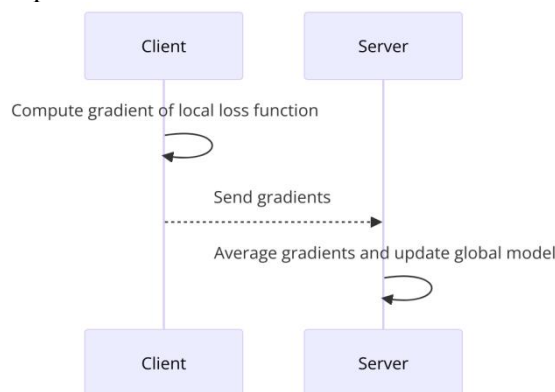 Client
Server
Compute gradient of local loss function
Send gradients
Average gradients and update global model
Client
Server